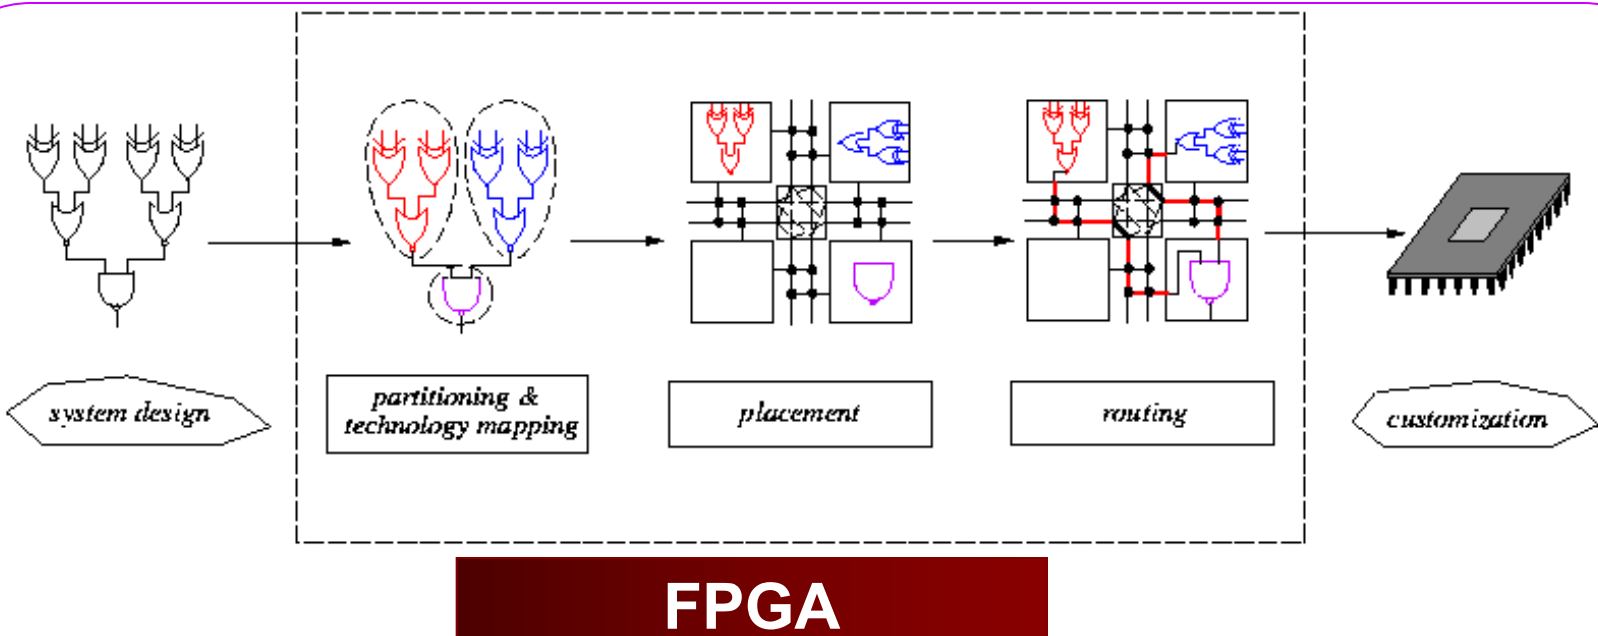 system design
partitioning &
technology mapping
placement
routing
customization
FPGA